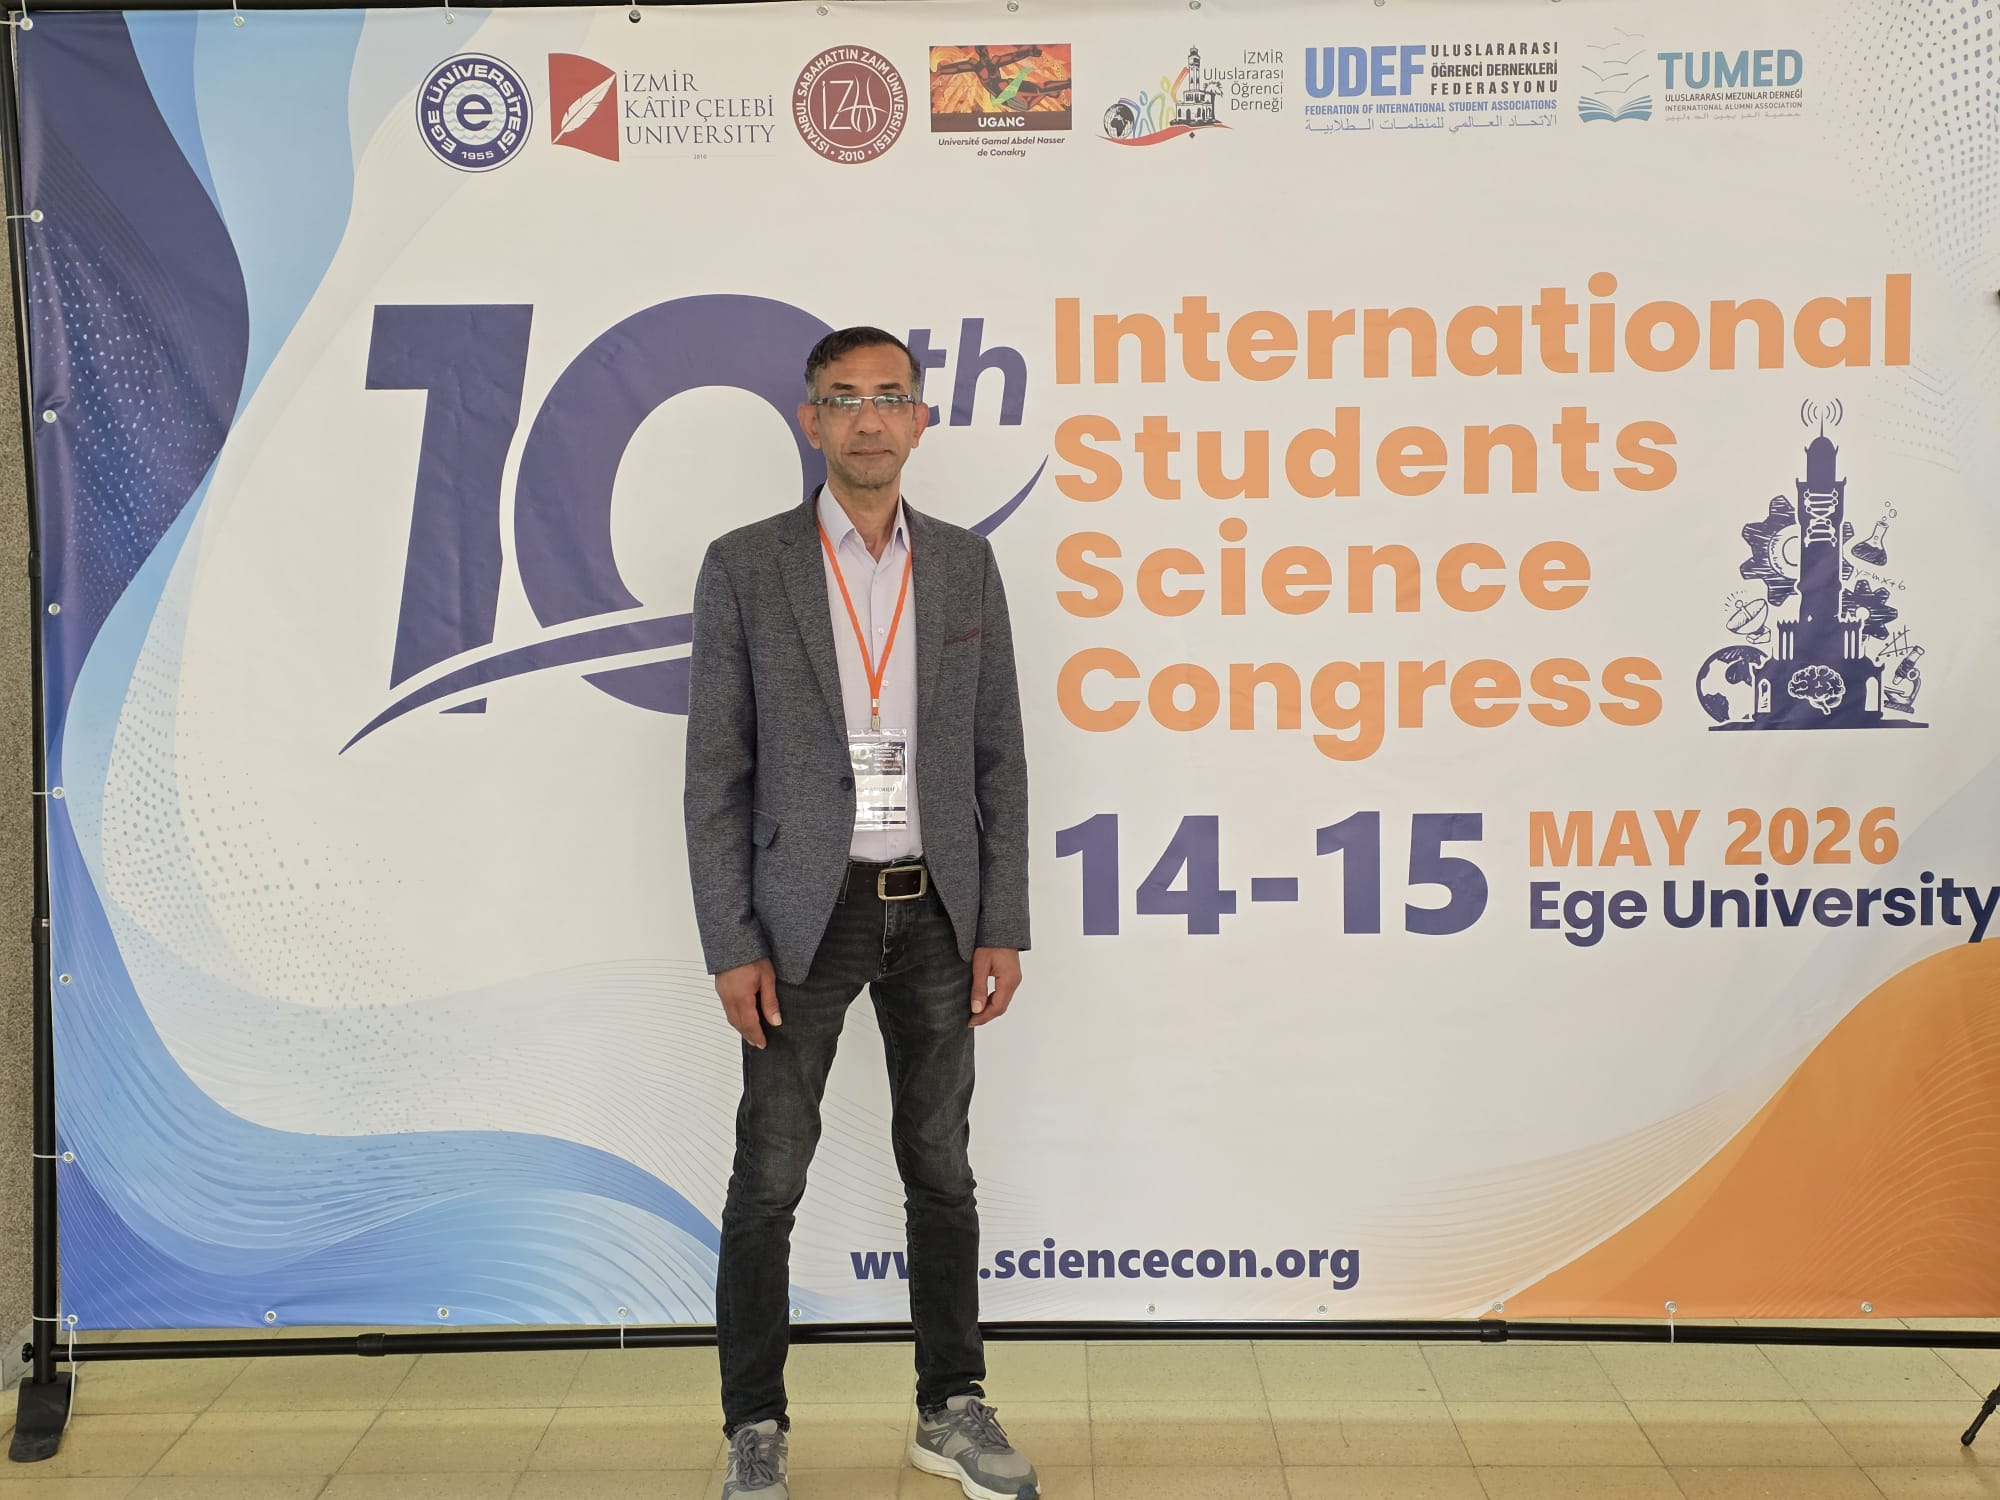 EGE ÜNİVERSİTESİ
e
1955
İZMİR
KÂTİP ÇELEBİ
UNIVERSITY
2010
İSTANBUL SABAHATTİN ZAİM ÜNİVERSİTESİ
İZÜ
2010
UGANC
Université Gamal Abdel Nasser
de Conakry
İZMİR
Uluslararası
Öğrenci
Derneği
UDEF
ULUSLARARASI
ÖĞRENCİ DERNEKLERİ
FEDERASYONU
FEDERATION OF INTERNATIONAL STUDENT ASSOCIATIONS
الاتحاد العالمي للمنظمات الطلابية
TUMED
ULUSLARARASI MEZUNLAR DERNEĞİ
INTERNATIONAL ALUMNI ASSOCIATION
10th
International
Students
Science
Congress
y=mx+b
14-15
MAY 2026
Ege University
.sciencecon.org